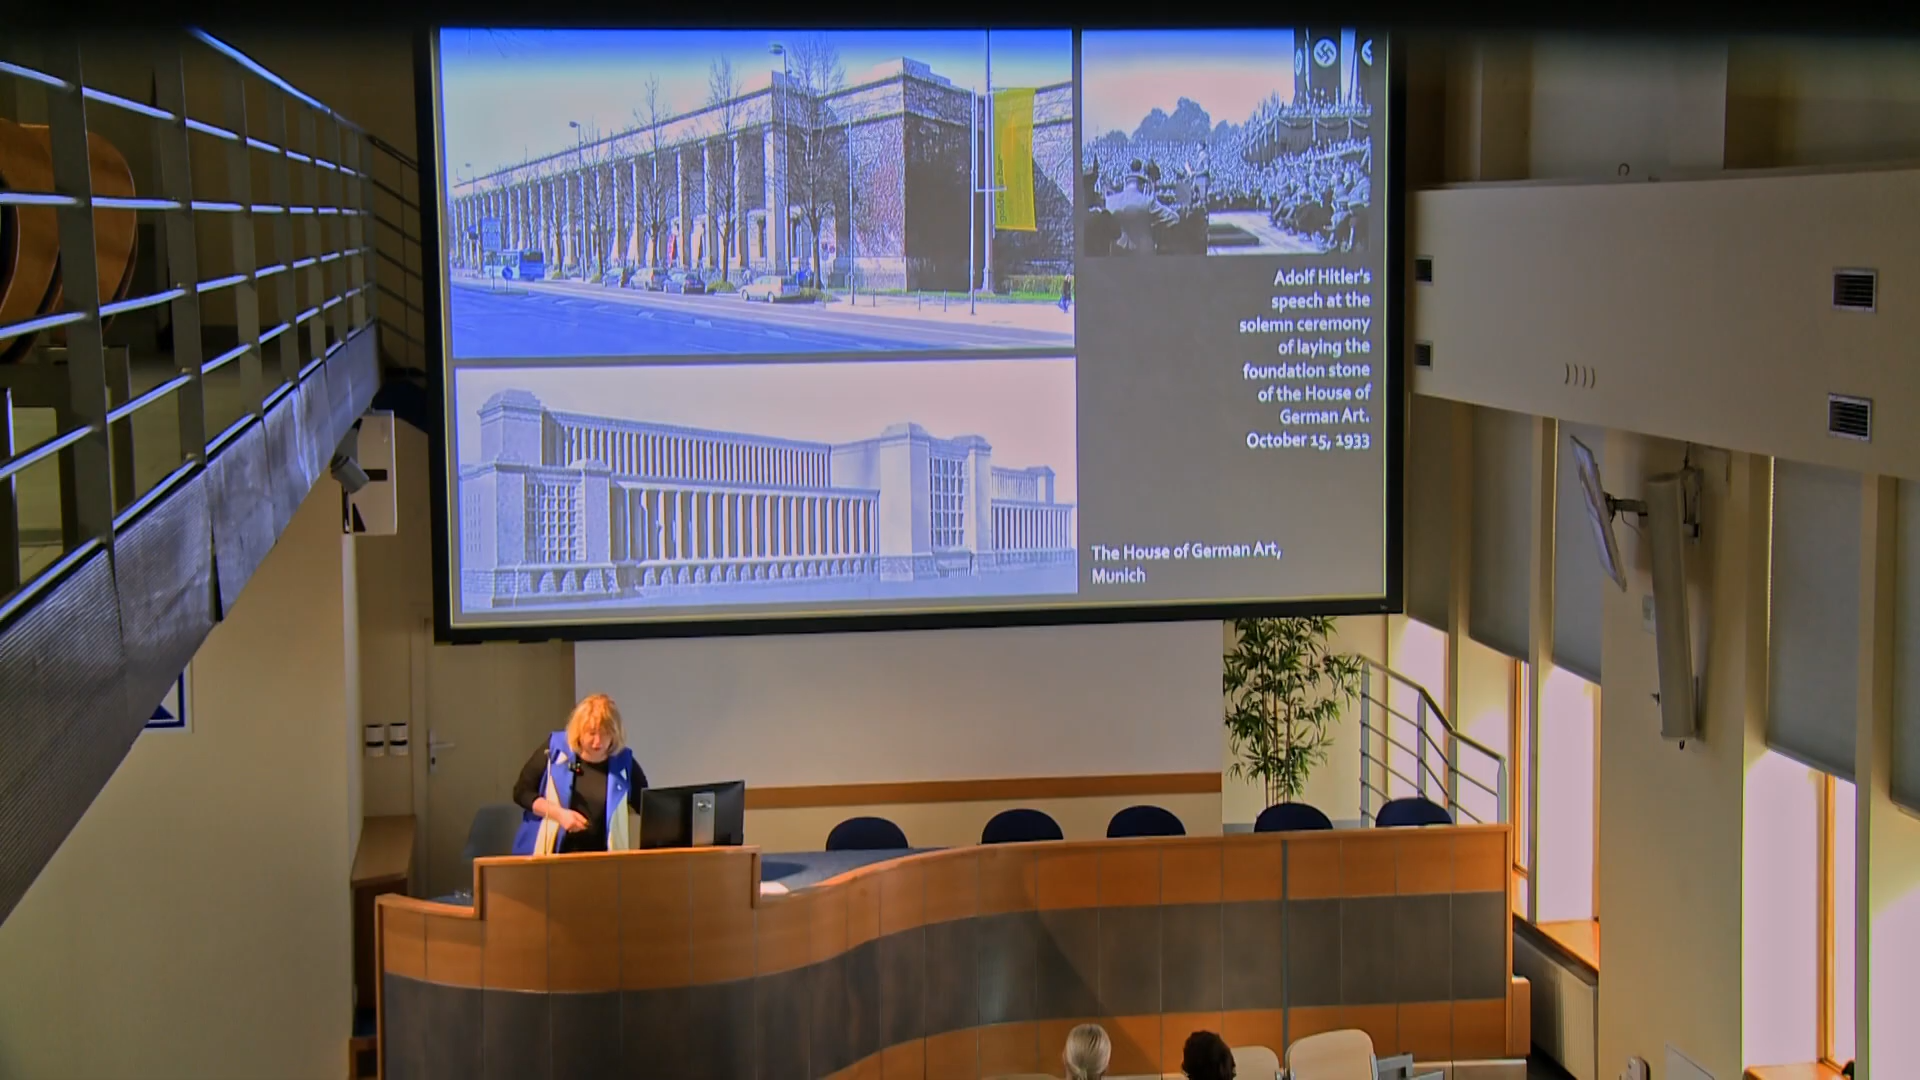 Adolf Hitler's
speech at the
solemn ceremony
of laying the
foundation stone
of the House of
German Art.
October 15, 1933
The House of German Art,
Munich